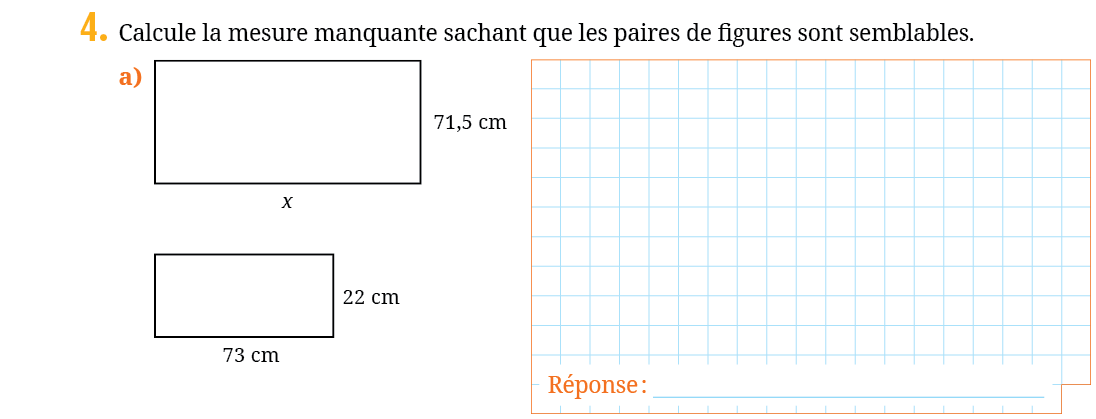 4. Calcule la mesure manquante sachant que les paires de figures sont semblables.
a)
71,5 cm
x
22 cm
73 cm
Réponse :